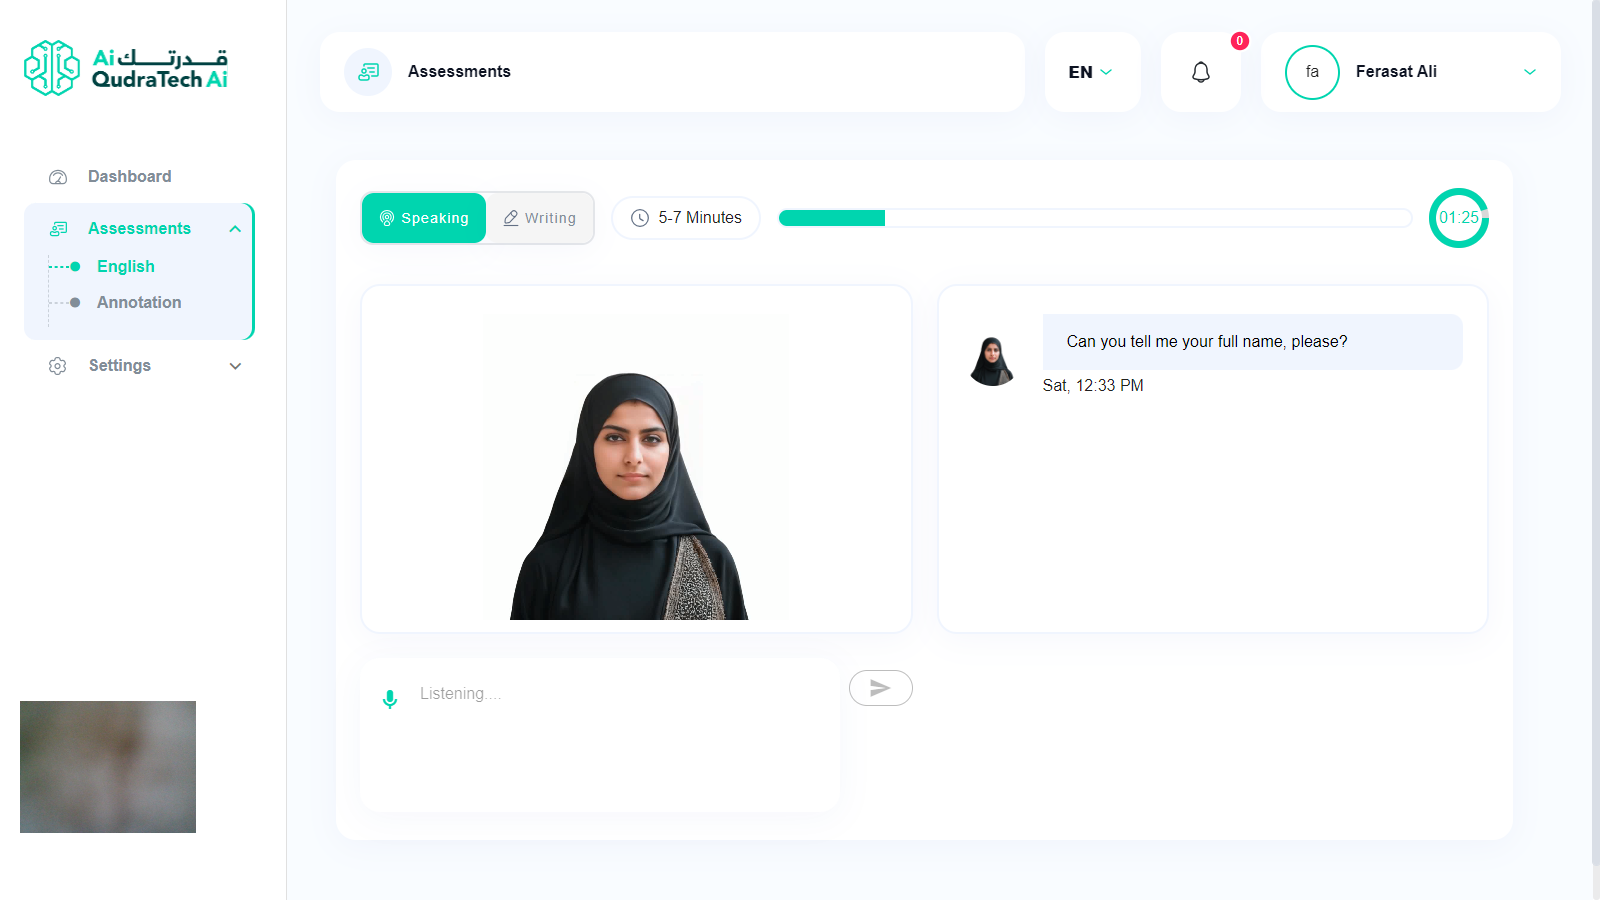 Ai قدرتك
QudraTech Ai
Dashboard
Assessments
English
Annotation
Settings
Assessments
EN
0
fa
Ferasat Ali
Speaking
Writing
5-7 Minutes
01:25
Can you tell me your full name, please?
Sat, 12:33 PM
Listening....